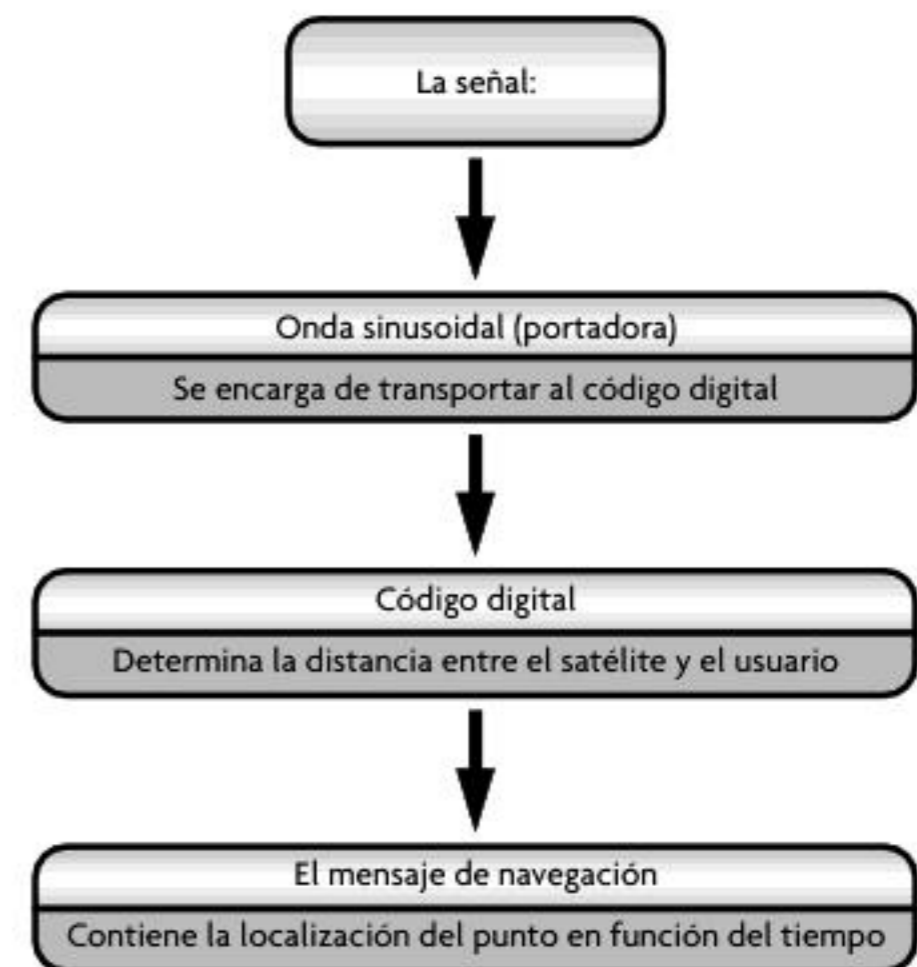 La señal:
Onda sinusoidal (portadora)
Se encarga de transportar al código digital
Código digital
Determina la distancia entre el satélite y el usuario
El mensaje de navegación
Contiene la localización del punto en función del tiempo